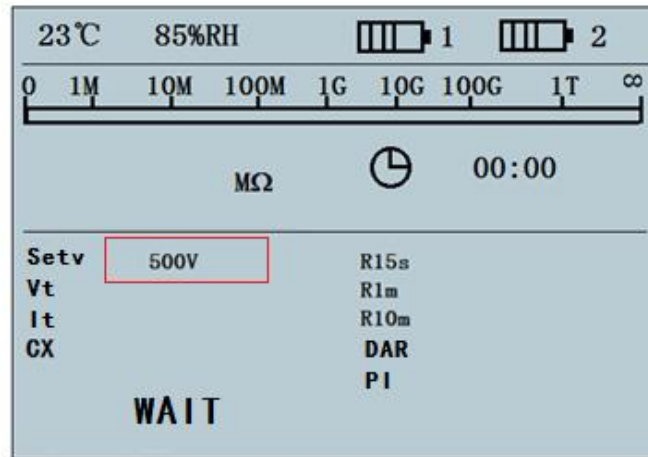 23℃ 85%RH 1 2
0 1M 10M 100M 1G 10G 100G 1T ∞
MΩ 00:00
Setv 500V R15s
Vt R1m
It R10m
CX DAR
PI
WAIT